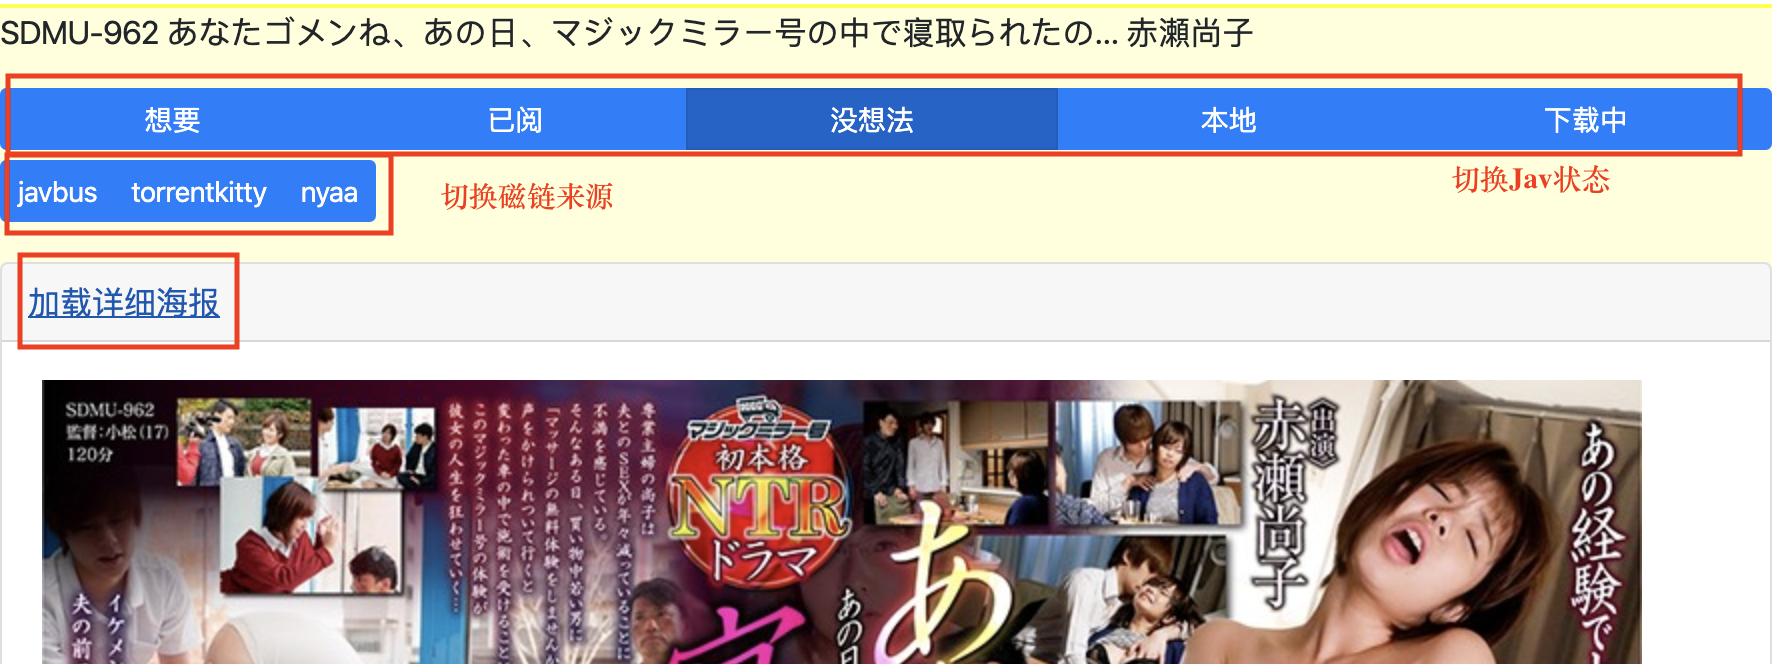 SDMU-962 あなたゴメンね、あの日、マジックミラー号の中で寝取られたの... 赤瀬尚子
想要 已阅 没想法 本地 下载中
javbus torrentkitty nyaa
切换磁链来源
切换Jav状态
加载详细海报
SDMU-962
監督:小松(17)
120分
専業主婦の尚子は
夫とのSEXが年々減っていることに
不満を感じている。
そんなある日、買い物中若い男に
「マッサージの無料体験をしませんか
声をかけられついて行くと
変わった車の中で施術を受けること
このマジックミラー号の体験が
彼女の人生を狂わせていく…
イケメン
夫の前
マジックミラー号
初本格
NTR
ドラマ
あの日
あ
〈出演〉
赤瀬尚子
あの経験で